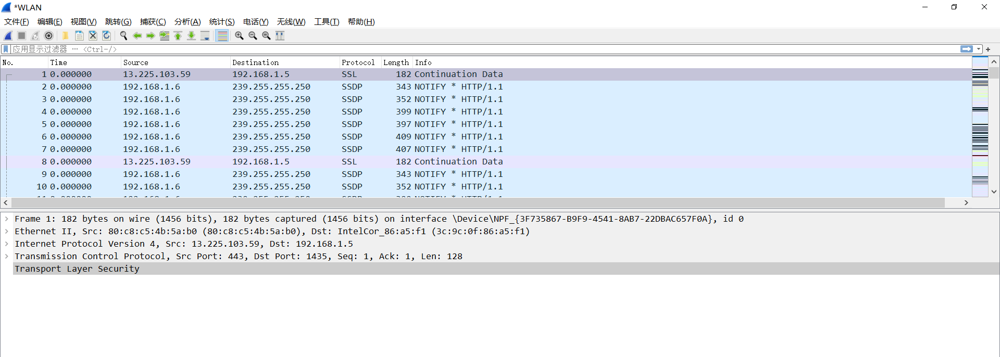 *WLAN
文件(F) 编辑(E) 视图(V) 跳转(G) 捕获(C) 分析(A) 统计(S) 电话(Y) 无线(W) 工具(T) 帮助(H)
应用显示过滤器 … <Ctrl-/>
No. Time Source Destination Protocol Length Info
1 0.000000 13.225.103.59 192.168.1.5 SSL 182 Continuation Data
2 0.000000 192.168.1.6 239.255.255.250 SSDP 343 NOTIFY * HTTP/1.1
3 0.000000 192.168.1.6 239.255.255.250 SSDP 352 NOTIFY * HTTP/1.1
4 0.000000 192.168.1.6 239.255.255.250 SSDP 399 NOTIFY * HTTP/1.1
5 0.000000 192.168.1.6 239.255.255.250 SSDP 397 NOTIFY * HTTP/1.1
6 0.000000 192.168.1.6 239.255.255.250 SSDP 409 NOTIFY * HTTP/1.1
7 0.000000 192.168.1.6 239.255.255.250 SSDP 407 NOTIFY * HTTP/1.1
8 0.000000 13.225.103.59 192.168.1.5 SSL 182 Continuation Data
9 0.000000 192.168.1.6 239.255.255.250 SSDP 343 NOTIFY * HTTP/1.1
10 0.000000 192.168.1.6 239.255.255.250 SSDP 352 NOTIFY * HTTP/1.1
Frame 1: 182 bytes on wire (1456 bits), 182 bytes captured (1456 bits) on interface \Device\NPF_{3F735867-B9F9-4541-8AB7-22DBAC657F0A}, id 0
Ethernet II, Src: 80:c8:c5:4b:5a:b0 (80:c8:c5:4b:5a:b0), Dst: IntelCor_86:a5:f1 (3c:9c:0f:86:a5:f1)
Internet Protocol Version 4, Src: 13.225.103.59, Dst: 192.168.1.5
Transmission Control Protocol, Src Port: 443, Dst Port: 1435, Seq: 1, Ack: 1, Len: 128
Transport Layer Security